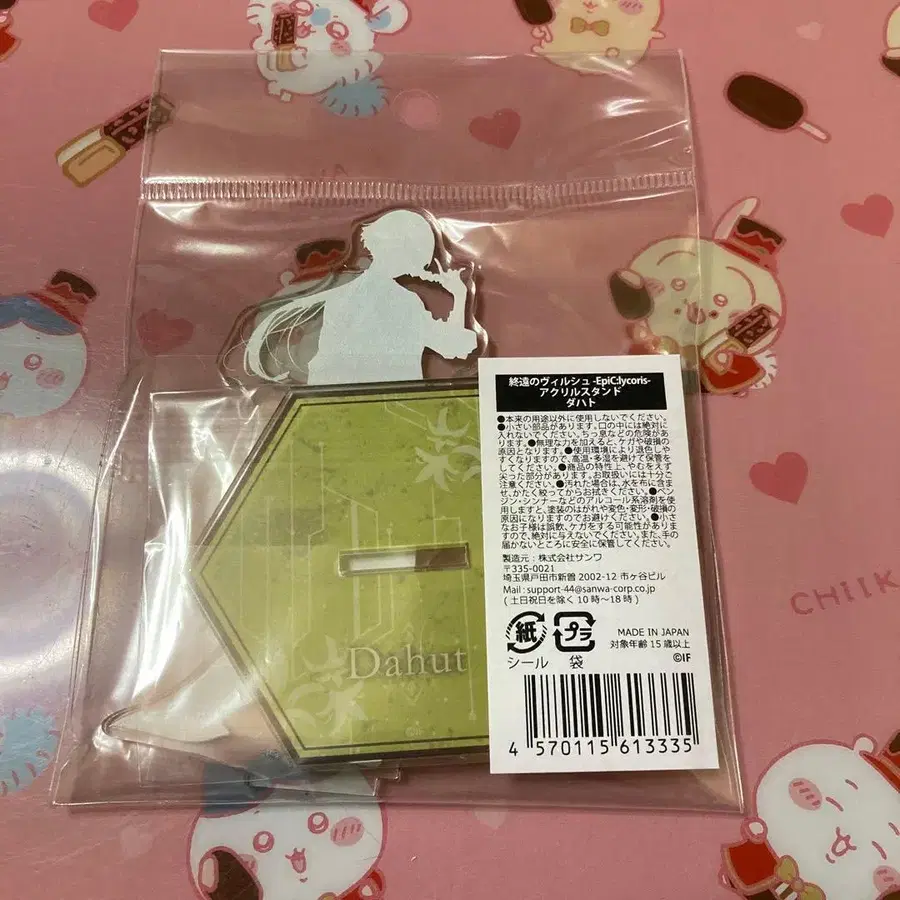 終遠のヴィルシュ -EpiC:lycoris-
アクリルスタンド
ダハト
●本来の用途以外に使用しないでください。
●小さい部品があります。口の中には絶対に
入れないでください。ちっ息などの危険があ
ります。●無理な力を加えると、ケガや破損の
原因となります。●使用環境により退色しや
すくなりますので、高温・多湿を避けて保管を
してください。●商品の特性上、やむをえず
尖った部分があります。お取扱いには十分ご
注意ください。●汚れた場合は、水を布に含ま
せ、かたく絞ってからお拭きください。●ベン
ジン・シンナーなどのアルコール系溶剤を使
用しますと、塗装のはがれや変色・変形・破損の
原因になりますのでお避けください。●小さ
なお子様は誤飲、ケガをする可能性がありま
すので、絶対に与えないでください。また、手の
届かないところに安全に保管してください。
製造元:株式会社サンワ
〒335-0021
埼玉県戸田市新曽 2002-12 市ヶ谷ビル
Mail:support-44@sanwa-corp.co.jp
(土日祝日を除く10時～18時)
紙
シール
プラ
袋
MADE IN JAPAN
対象年齢15歳以上
©IF
4 570115 613335
Dahut
©IF
CHIIK